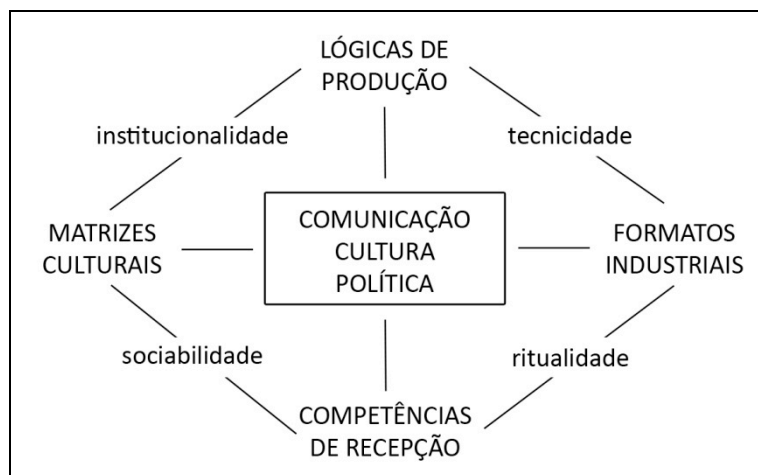 LÓGICAS DE
PRODUÇÃO
institucionalidade
tecnicidade
MATRIZES
CULTURAIS
COMUNICAÇÃO
CULTURA
POLÍTICA
FORMATOS
INDUSTRIAIS
sociabilidade
ritualidade
COMPETÊNCIAS
DE RECEPÇÃO